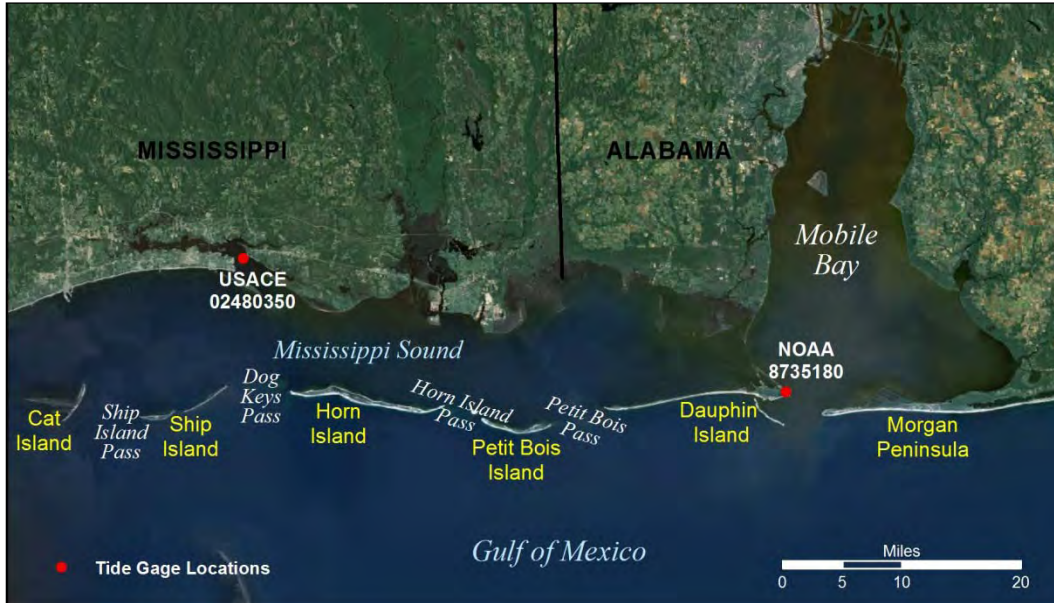 MISSISSIPPI
ALABAMA
Mobile
Bay
USACE
02480350
NOAA
8735180
Mississippi Sound
Dog
Keys
Pass
Horn Island
Pass
Petit Bois
Pass
Cat
Island
Ship
Island
Pass
Ship
Island
Horn
Island
Petit Bois
Island
Dauphin
Island
Morgan
Peninsula
Gulf of Mexico
Tide Gage Locations
Miles
0 5 10 20